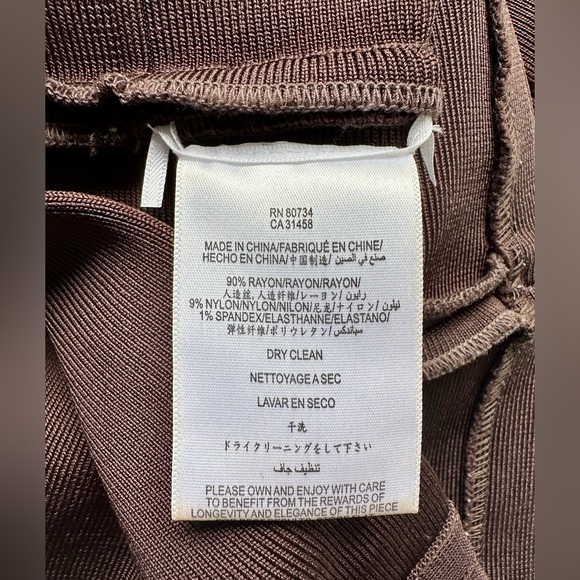 RN 80734
CA 31458
MADE IN CHINA/FABRIQUÉ EN CHINE/
HECHO EN CHINA/中国制造/ صنع في الصين
90% RAYON/RAYON/RAYON/
人造丝, 人造纤维/レーヨン/ رايون/
9% NYLON/NYLON/NILON/尼龙/ナイロン/ نيلون/
1% SPANDEX/ELASTHANNE/ELASTANO/
弹性纤维/ポリウレタン/ سباندكس
DRY CLEAN
NETTOYAGE A SEC
LAVAR EN SECO
干洗
ドライクリーニングをして下さい
تنظيف جاف
PLEASE OWN AND ENJOY WITH CARE
TO BENEFIT FROM THE REWARDS OF
LONGEVITY AND ELEGANCE OF THIS PIECE